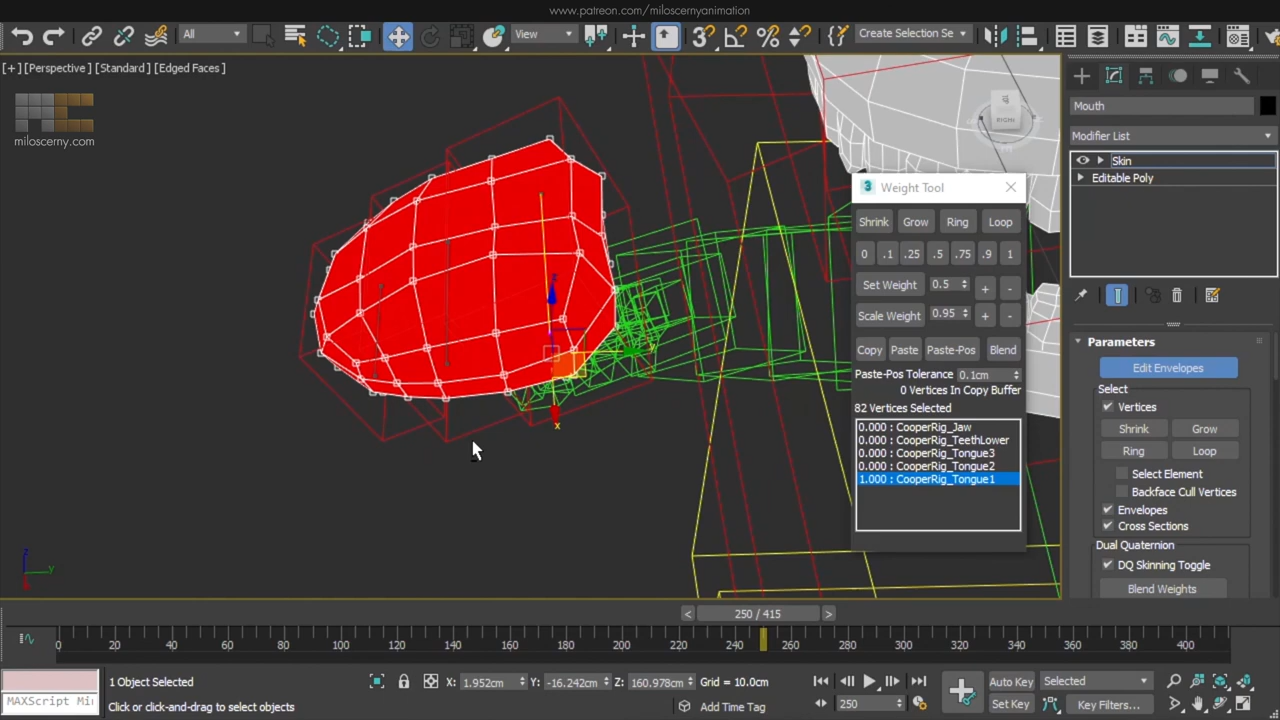 www.patreon.com/miloscernyanimation
All
View
Create Selection Se
[+] [Perspective] [Standard] [Edged Faces]
miloscerny.com
RIGHT
Mouth
Modifier List
Skin
Editable Poly
Weight Tool
Shrink Grow Ring Loop
0 .1 .25 .5 .75 .9 1
Set Weight 0.5 + -
Scale Weight 0.95 + -
Copy Paste Paste-Pos Blend
Paste-Pos Tolerance 0.1cm
0 Vertices In Copy Buffer
82 Vertices Selected
0.000 : CooperRig_Jaw
0.000 : CooperRig_TeethLower
0.000 : CooperRig_Tongue3
0.000 : CooperRig_Tongue2
1.000 : CooperRig_Tongue1
Parameters
Edit Envelopes
Select
Vertices
Shrink Grow
Ring Loop
Select Element
Backface Cull Vertices
Envelopes
Cross Sections
Dual Quaternion
DQ Skinning Toggle
Blend Weights
z
y
x
< 250 / 415 >
0 20 40 60 80 100 120 140 160 180 200 220 240 260 280 300 320 340 360 380 400
1 Object Selected
X: 1.952cm Y: -16.242cm Z: 160.978cm Grid = 10.0cm
Auto Key Selected
MAXScript Mi
Click or click-and-drag to select objects
Add Time Tag
250
Set Key Key Filters...